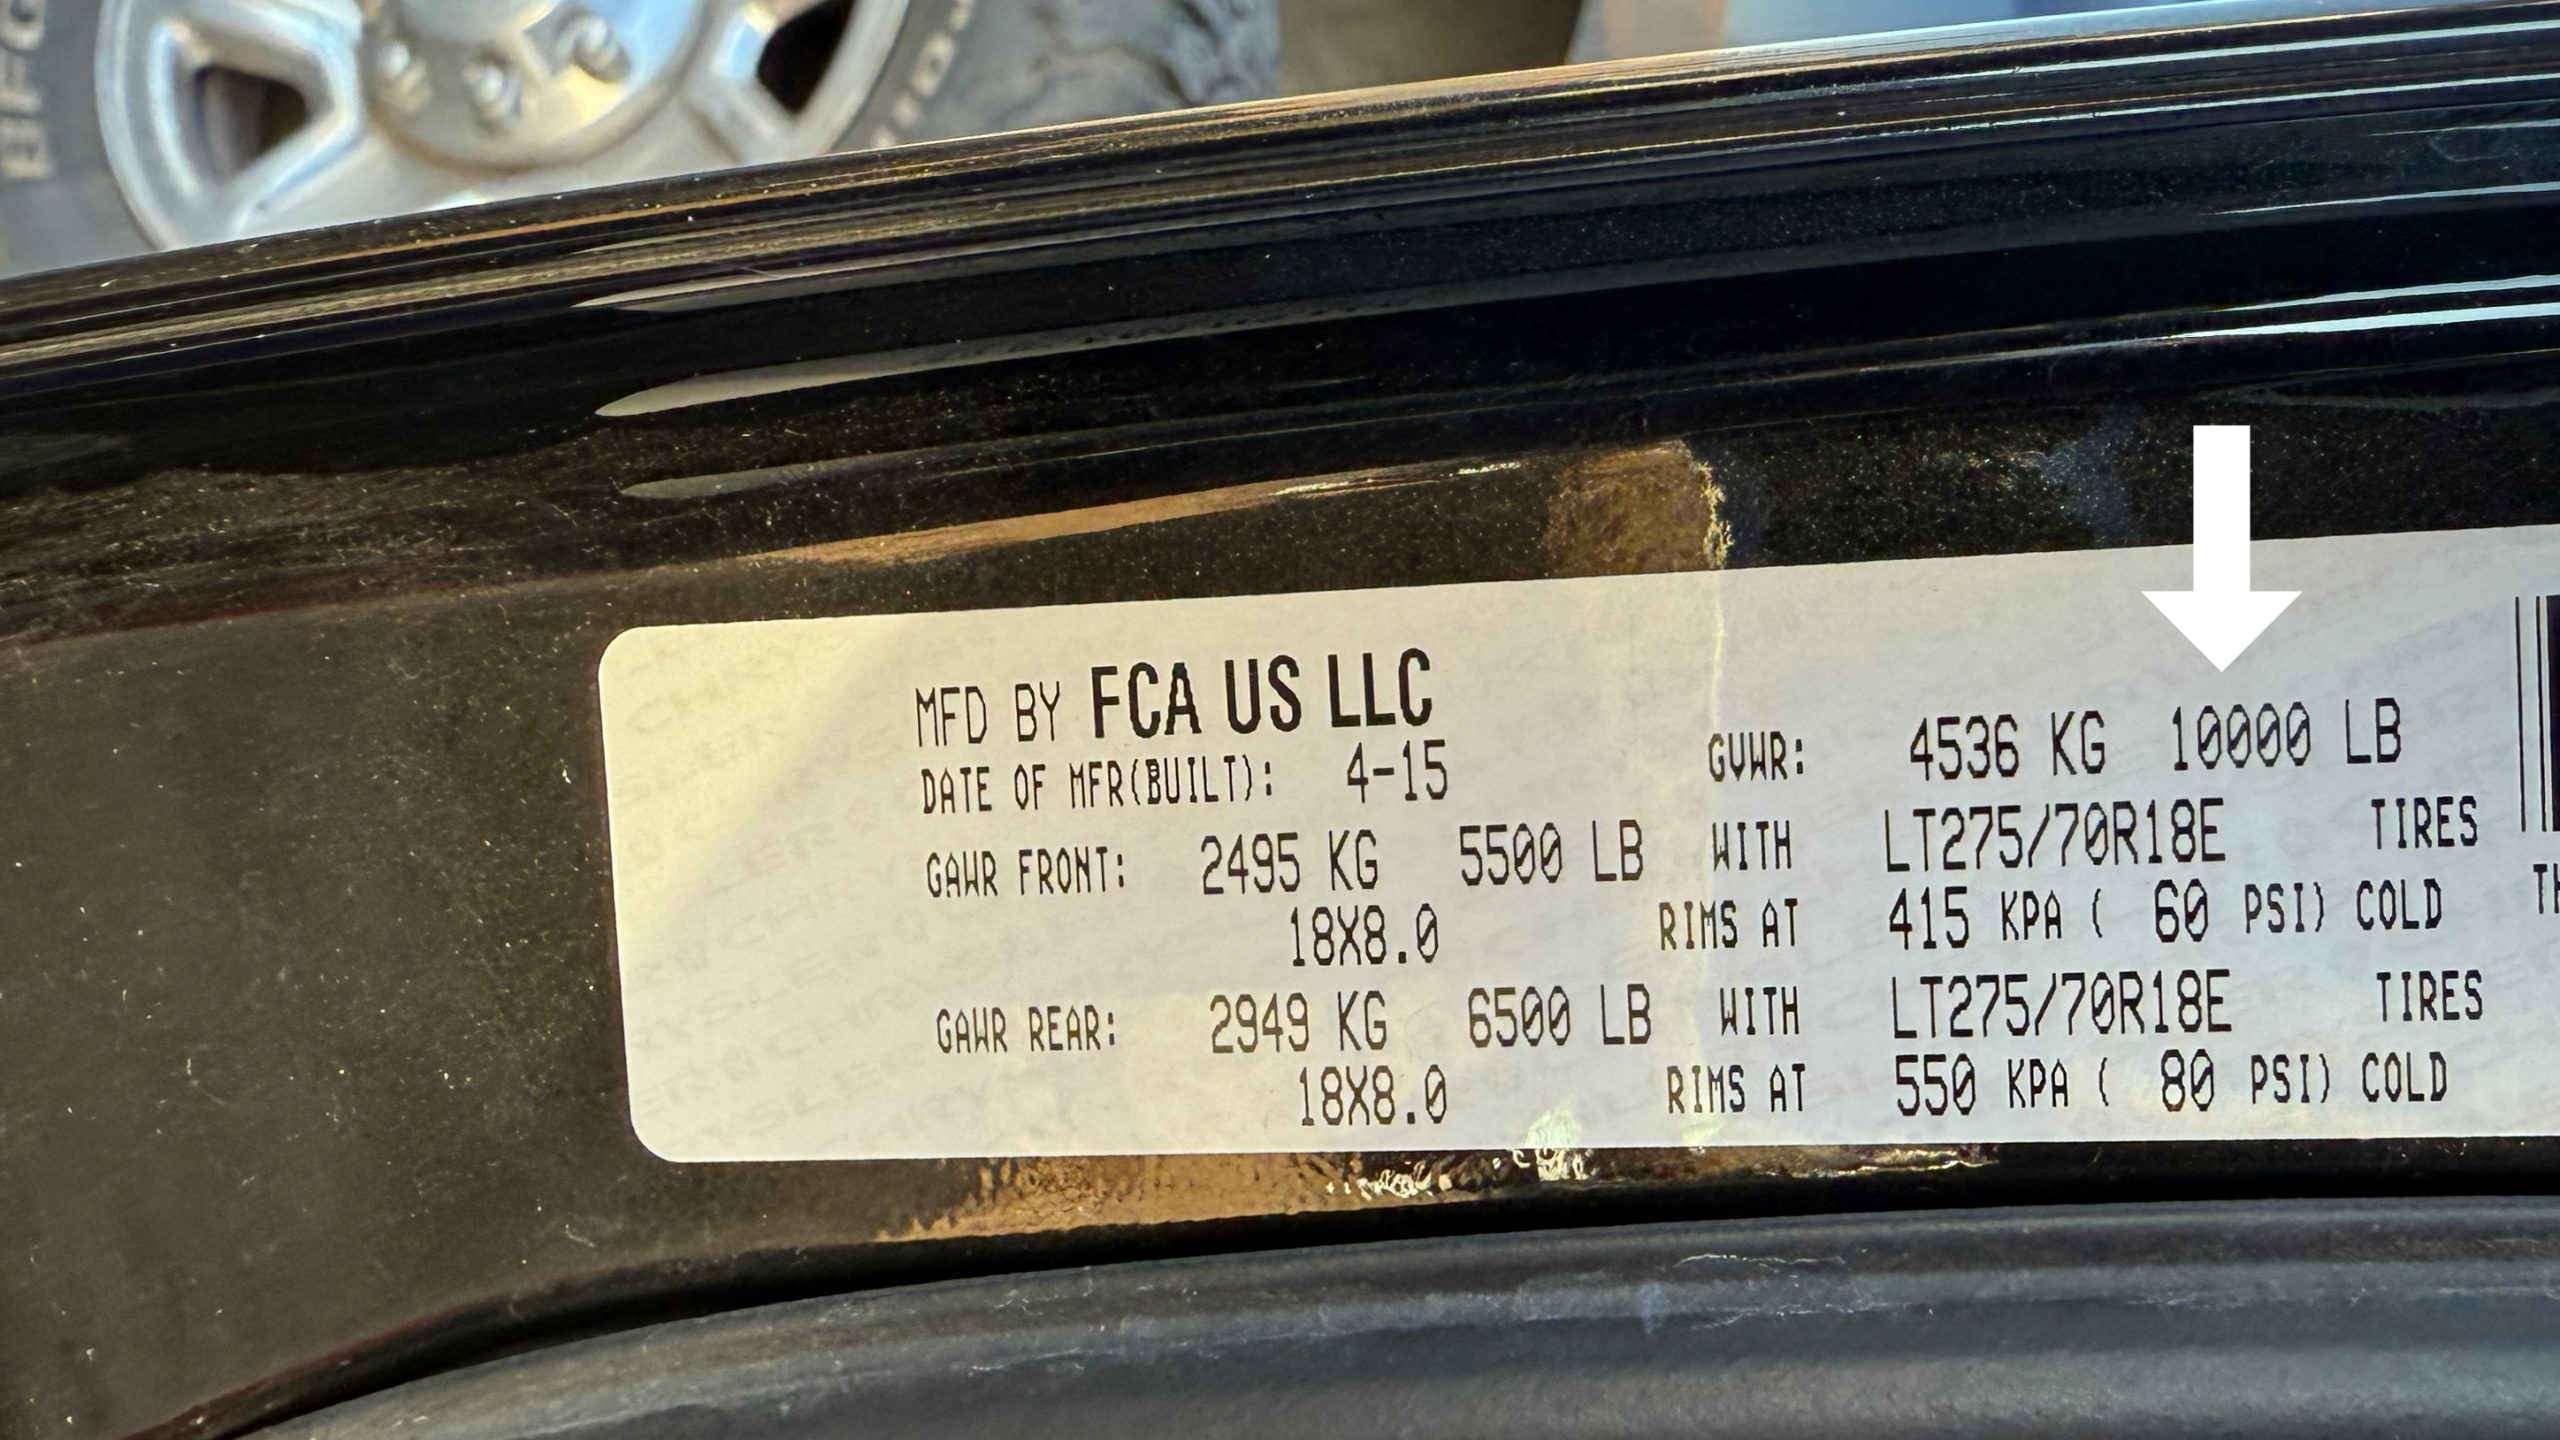 BFG
MFD BY FCA US LLC
DATE OF MFR(BUILT): 4-15
GVWR: 4536 KG 10000 LB
GAWR FRONT: 2495 KG 5500 LB WITH LT275/70R18E TIRES
18X8.0 RIMS AT 415 KPA ( 60 PSI) COLD
GAWR REAR: 2949 KG 6500 LB WITH LT275/70R18E TIRES
18X8.0 RIMS AT 550 KPA ( 80 PSI) COLD